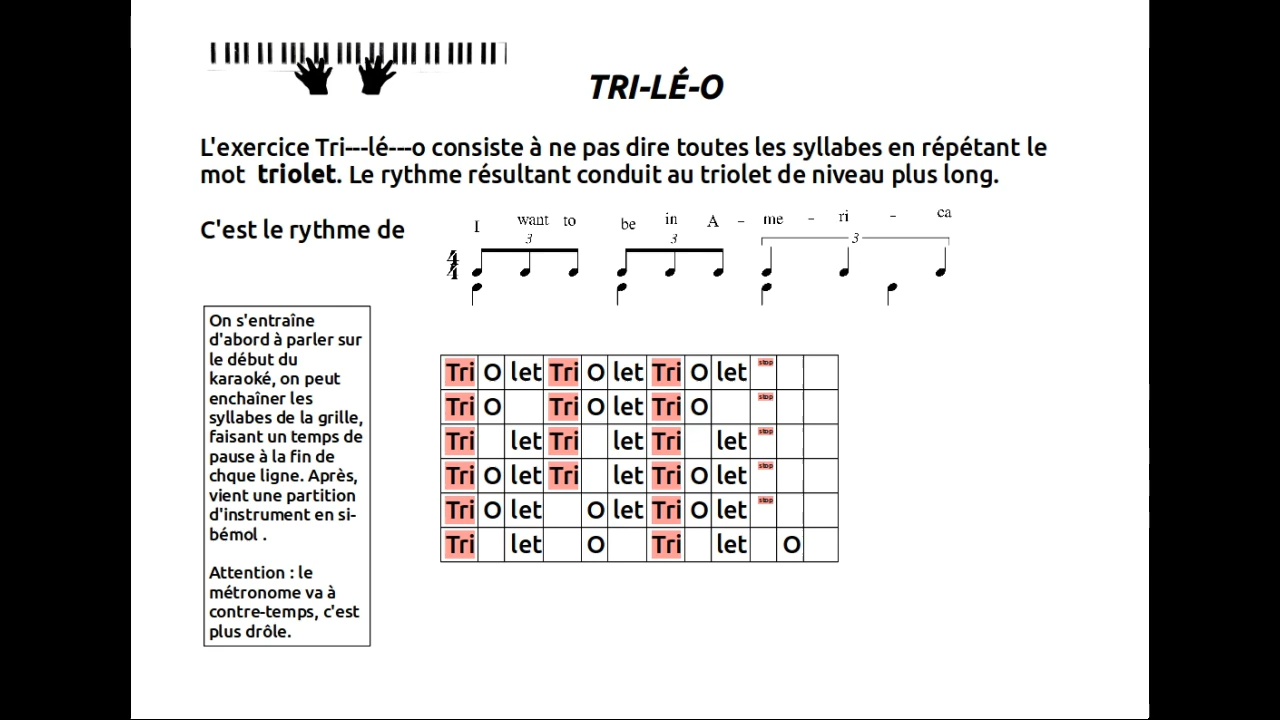 TRI-LÉ-O
L'exercice Tri---lé---o consiste à ne pas dire toutes les syllabes en répétant le
mot triolet. Le rythme résultant conduit au triolet de niveau plus long.
C'est le rythme de
I want to be in A - me - ri - ca
3 3 3
4
4
On s'entraîne
d'abord à parler sur
le début du
karaoké, on peut
enchaîner les
syllabes de la grille,
faisant un temps de
pause à la fin de
chque ligne. Après,
vient une partition
d'instrument en si-
bémol .
Attention : le
métronome va à
contre-temps, c'est
plus drôle.
Tri O let Tri O let Tri O let stop
Tri O Tri O let Tri O stop
Tri let Tri let Tri let stop
Tri O let Tri let Tri O let stop
Tri O let O let Tri O let stop
Tri let O Tri let O